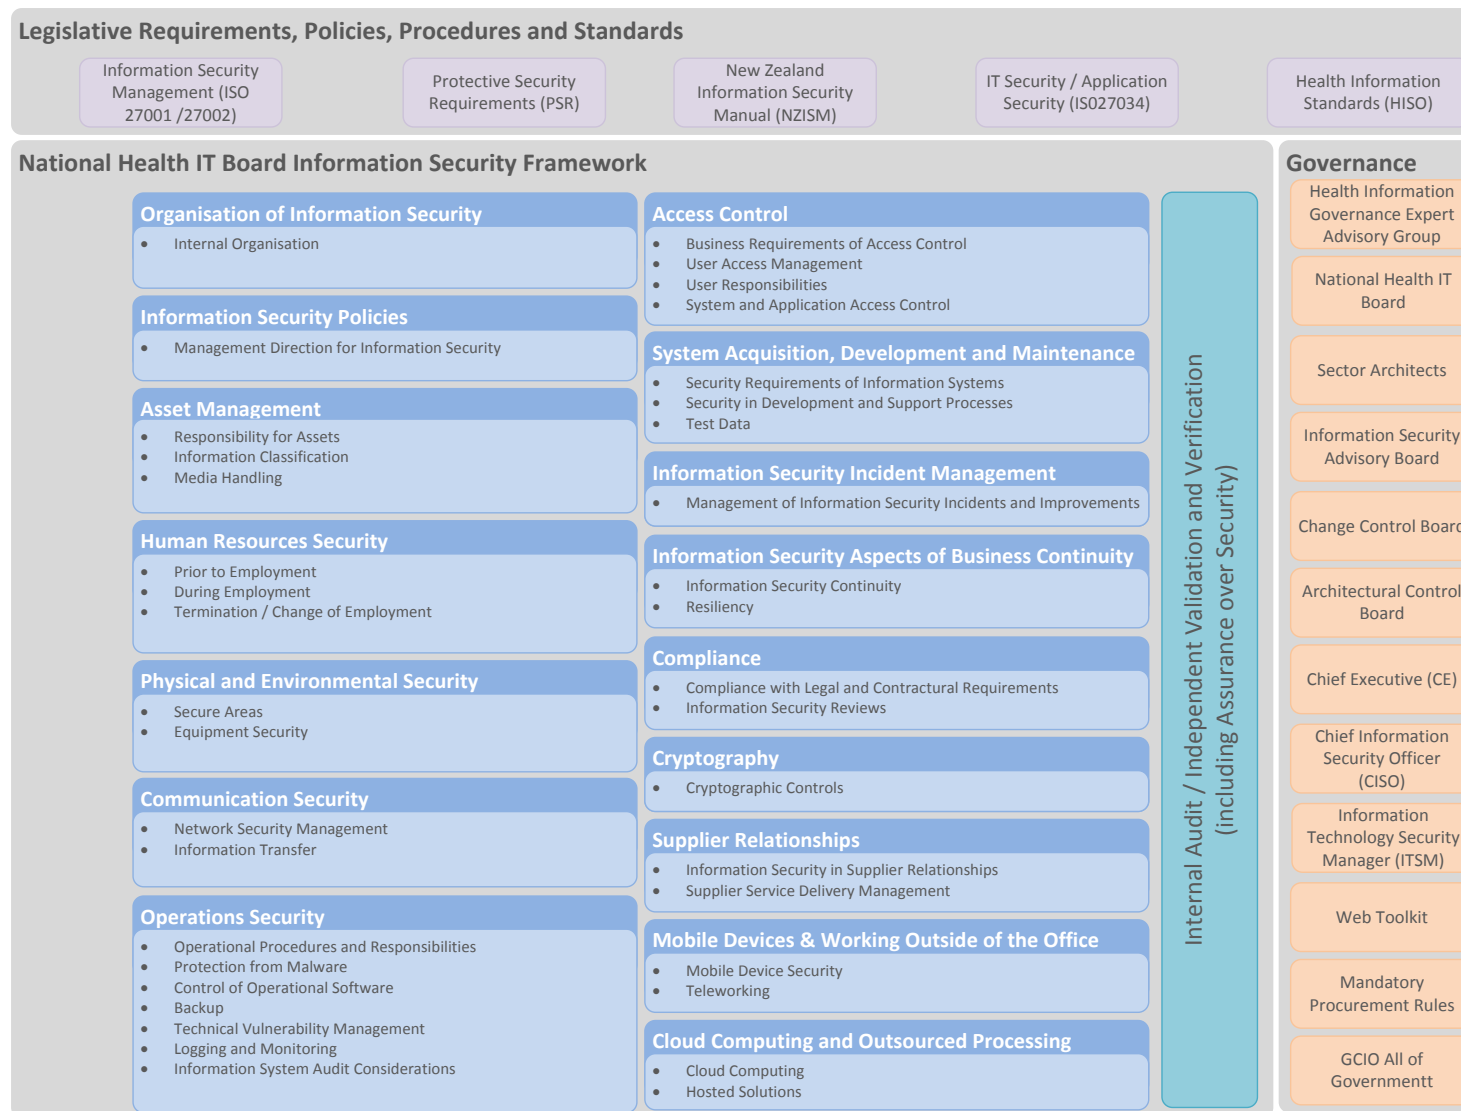 Legislative Requirements, Policies, Procedures and Standards
Information Security
Management (ISO
27001 /27002)
Protective Security
Requirements (PSR)
New Zealand
Information Security
Manual (NZISM)
IT Security / Application
Security (IS027034)
Health Information
Standards (HISO)
National Health IT Board Information Security Framework
Organisation of Information Security
• Internal Organisation
Information Security Policies
• Management Direction for Information Security
Asset Management
• Responsibility for Assets
• Information Classification
• Media Handling
Human Resources Security
• Prior to Employment
• During Employment
• Termination / Change of Employment
Physical and Environmental Security
• Secure Areas
• Equipment Security
Communication Security
• Network Security Management
• Information Transfer
Operations Security
• Operational Procedures and Responsibilities
• Protection from Malware
• Control of Operational Software
• Backup
• Technical Vulnerability Management
• Logging and Monitoring
• Information System Audit Considerations
Access Control
• Business Requirements of Access Control
• User Access Management
• User Responsibilities
• System and Application Access Control
System Acquisition, Development and Maintenance
• Security Requirements of Information Systems
• Security in Development and Support Processes
• Test Data
Information Security Incident Management
• Management of Information Security Incidents and Improvements
Information Security Aspects of Business Continuity
• Information Security Continuity
• Resiliency
Compliance
• Compliance with Legal and Contractural Requirements
• Information Security Reviews
Cryptography
• Cryptographic Controls
Supplier Relationships
• Information Security in Supplier Relationships
• Supplier Service Delivery Management
Mobile Devices & Working Outside of the Office
• Mobile Device Security
• Teleworking
Cloud Computing and Outsourced Processing
• Cloud Computing
• Hosted Solutions
Internal Audit / Independent Validation and Verification
(including Assurance over Security)
Governance
Health Information
Governance Expert
Advisory Group
National Health IT
Board
Sector Architects
Information Security
Advisory Board
Change Control Board
Architectural Control
Board
Chief Executive (CE)
Chief Information
Security Officer
(CISO)
Information
Technology Security
Manager (ITSM)
Web Toolkit
Mandatory
Procurement Rules
GCIO All of
Governmentt